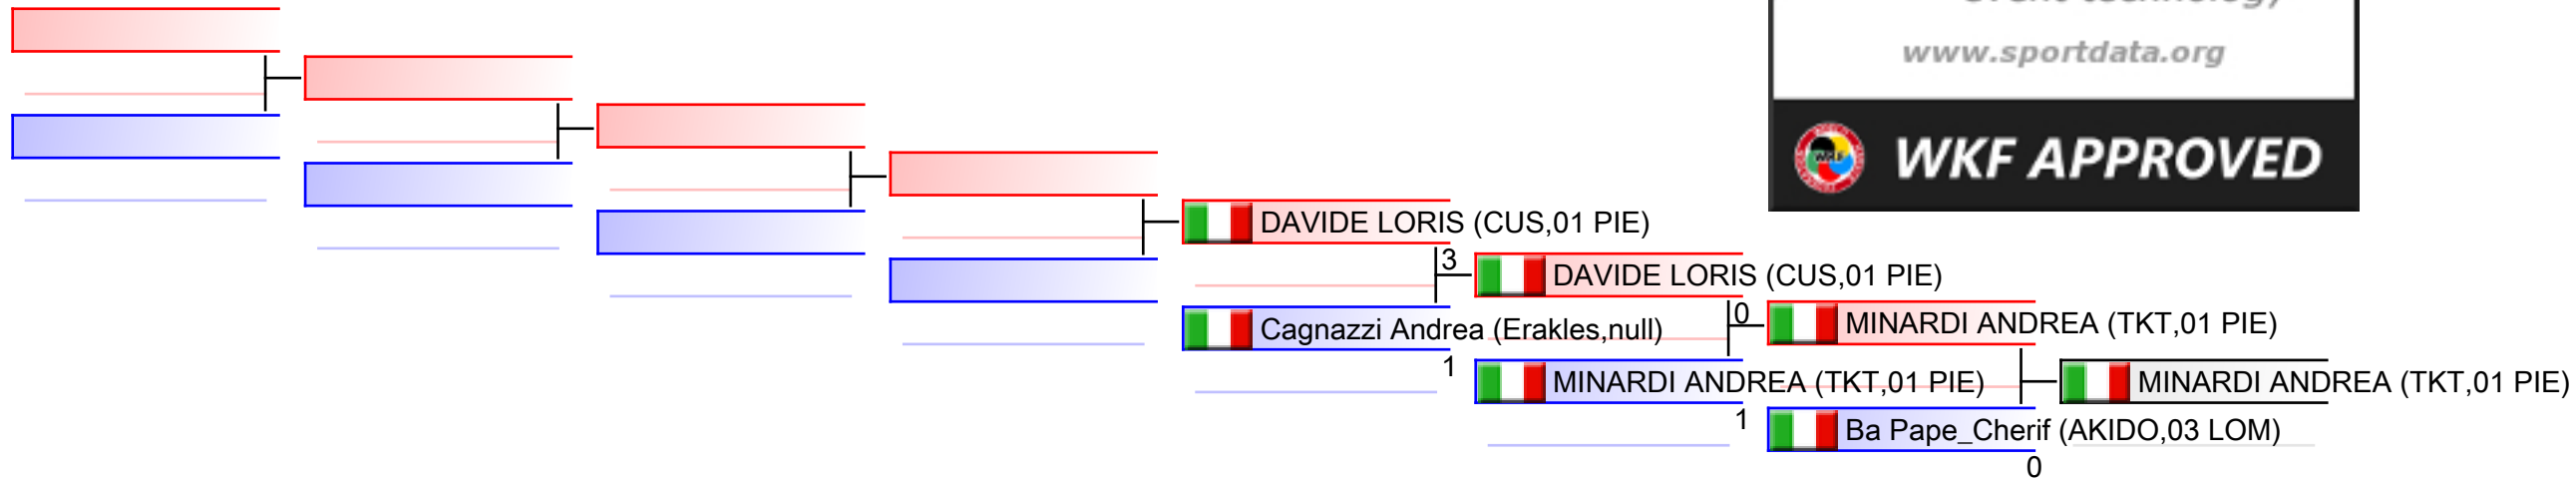 www.sportdata.org
WKF APPROVED
DAVIDE LORIS (CUS,01 PIE)
3
DAVIDE LORIS (CUS,01 PIE)
0
Cagnazzi Andrea (Erakles,null)
MINARDI ANDREA (TKT,01 PIE)
1
MINARDI ANDREA (TKT,01 PIE)
MINARDI ANDREA (TKT,01 PIE)
1
Ba Pape_Cherif (AKIDO,03 LOM)
0